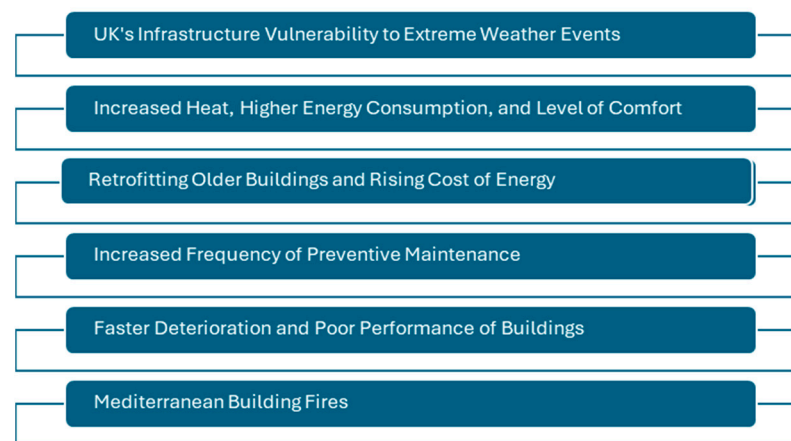 UK's Infrastructure Vulnerability to Extreme Weather Events
Increased Heat, Higher Energy Consumption, and Level of Comfort
Retrofitting Older Buildings and Rising Cost of Energy
Increased Frequency of Preventive Maintenance
Faster Deterioration and Poor Performance of Buildings
Mediterranean Building Fires